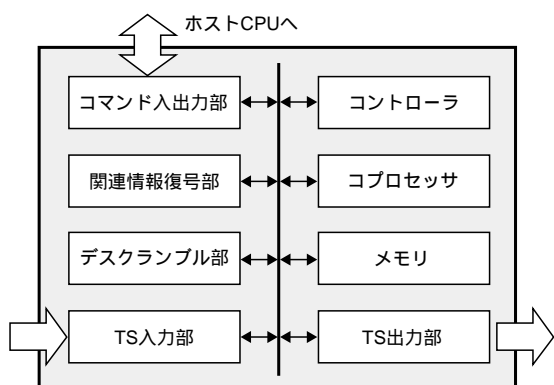 ホストCPUへ
コマンド入出力部
コントローラ
関連情報復号部
コプロセッサ
デスクランブル部
メモリ
TS入力部
TS出力部